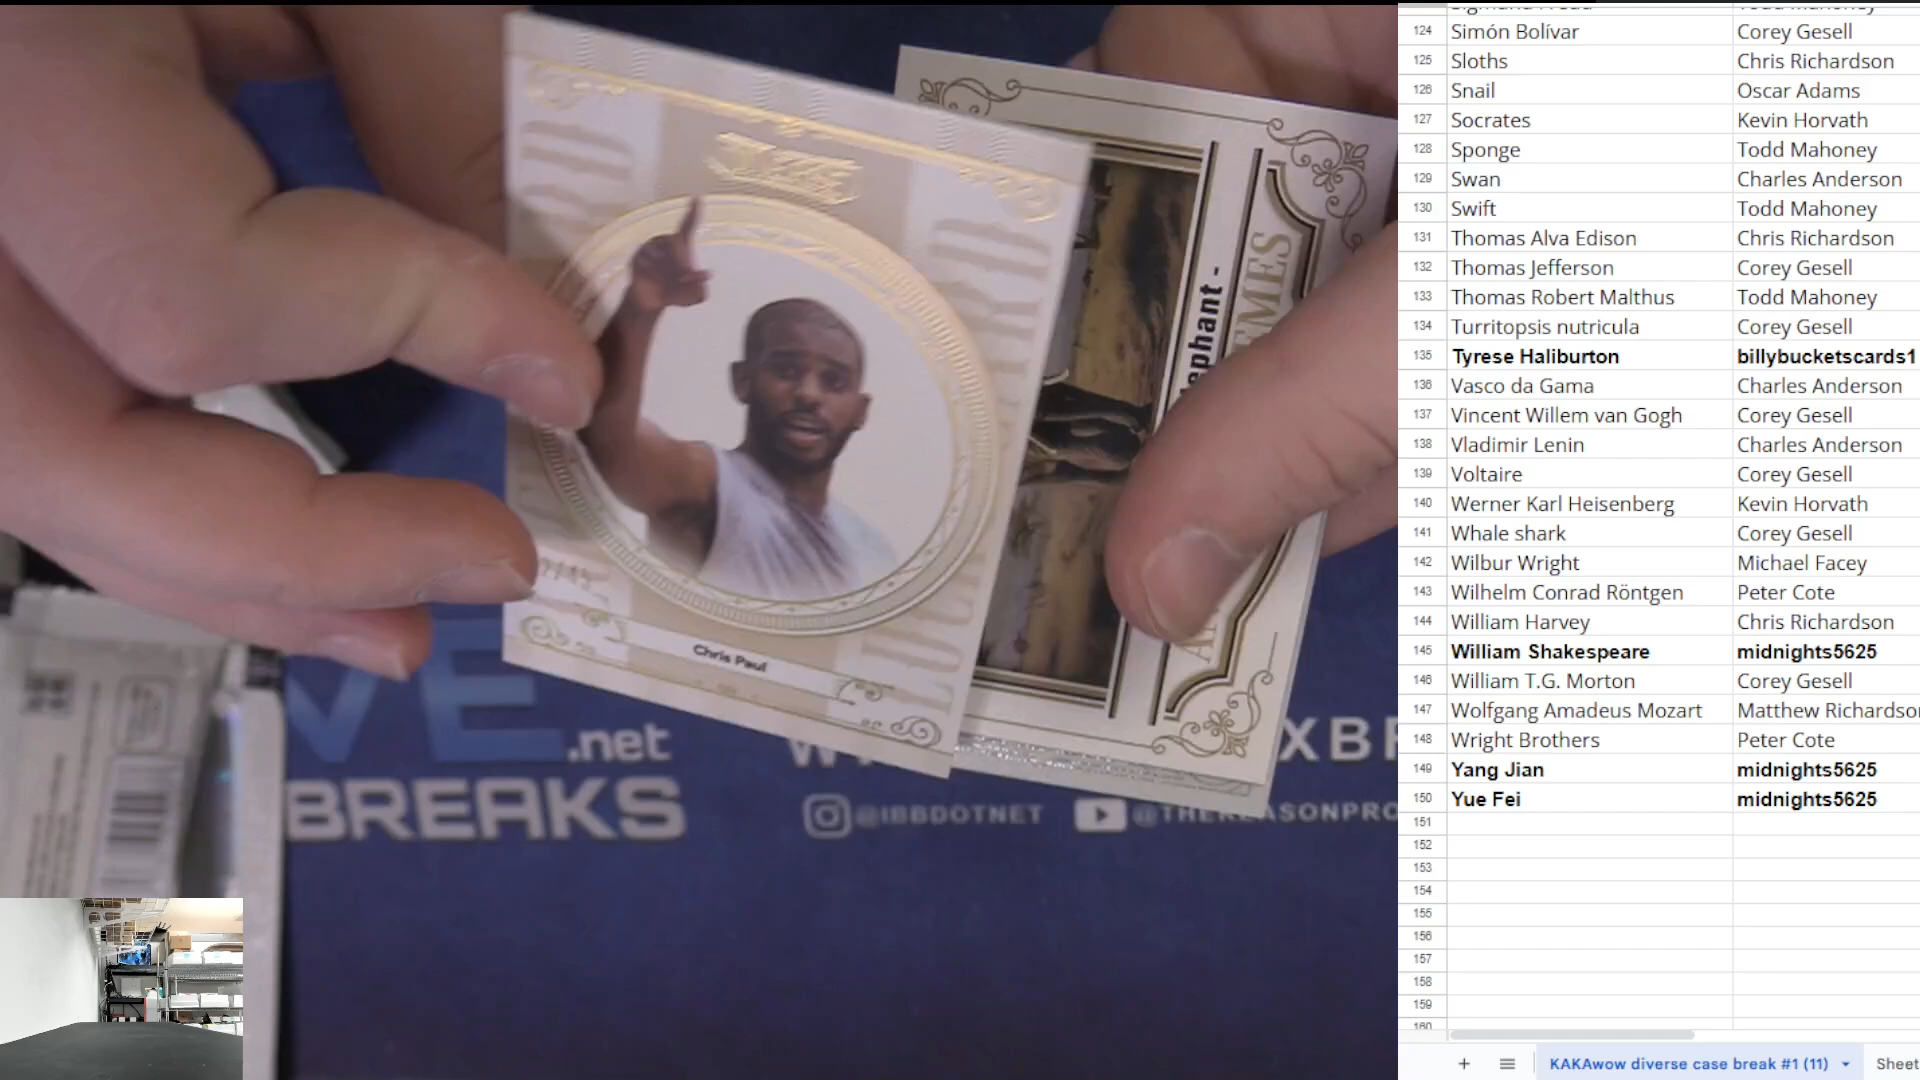 Chris Paul
ephant -
EMES
VE
.net
BREAKS
XBR
@IBBDOTNET
124 Simón Bolívar Corey Gesell
125 Sloths Chris Richardson
126 Snail Oscar Adams
127 Socrates Kevin Horvath
128 Sponge Todd Mahoney
129 Swan Charles Anderson
130 Swift Todd Mahoney
131 Thomas Alva Edison Chris Richardson
132 Thomas Jefferson Corey Gesell
133 Thomas Robert Malthus Todd Mahoney
134 Turritopsis nutricula Corey Gesell
135 Tyrese Haliburton billybucketscards1
136 Vasco da Gama Charles Anderson
137 Vincent Willem van Gogh Corey Gesell
138 Vladimir Lenin Charles Anderson
139 Voltaire Corey Gesell
140 Werner Karl Heisenberg Kevin Horvath
141 Whale shark Corey Gesell
142 Wilbur Wright Michael Facey
143 Wilhelm Conrad Röntgen Peter Cote
144 William Harvey Chris Richardson
145 William Shakespeare midnights5625
146 William T.G. Morton Corey Gesell
147 Wolfgang Amadeus Mozart Matthew Richardso
148 Wright Brothers Peter Cote
149 Yang Jian midnights5625
150 Yue Fei midnights5625
151
152
153
154
155
156
157
158
159
160
KAKAwow diverse case break #1 (11) Sheet